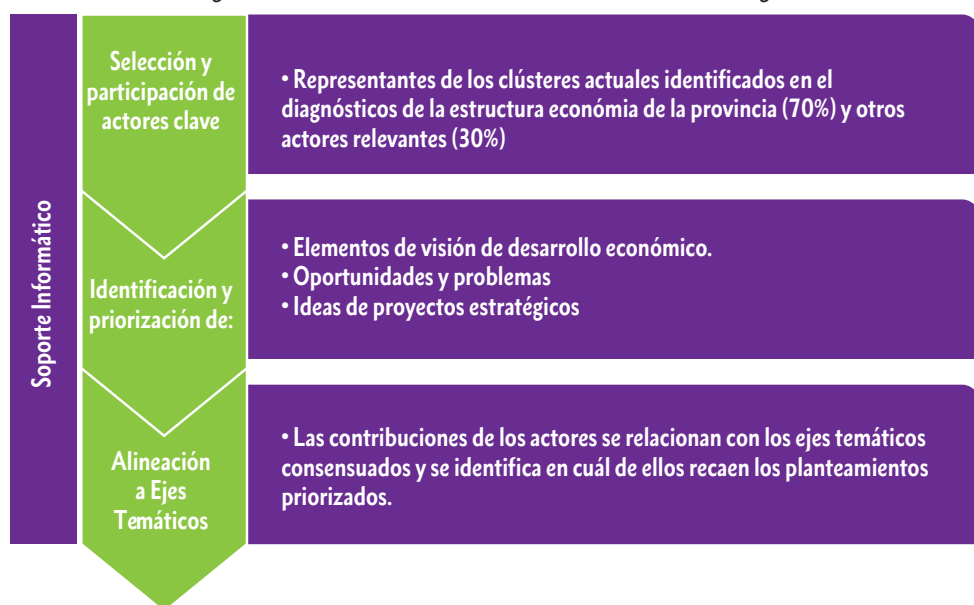 Selección y
participación de
actores clave
• Representantes de los clústeres actuales identificados en el
diagnósticos de la estructura económia de la provincia (70%) y otros
actores relevantes (30%)
Soporte Informático
Identificación y
priorización de:
• Elementos de visión de desarrollo económico.
• Oportunidades y problemas
• Ideas de proyectos estratégicos
Alineación
a Ejes
Temáticos
• Las contribuciones de los actores se relacionan con los ejes temáticos
consensuados y se identifica en cuál de ellos recaen los planteamientos
priorizados.